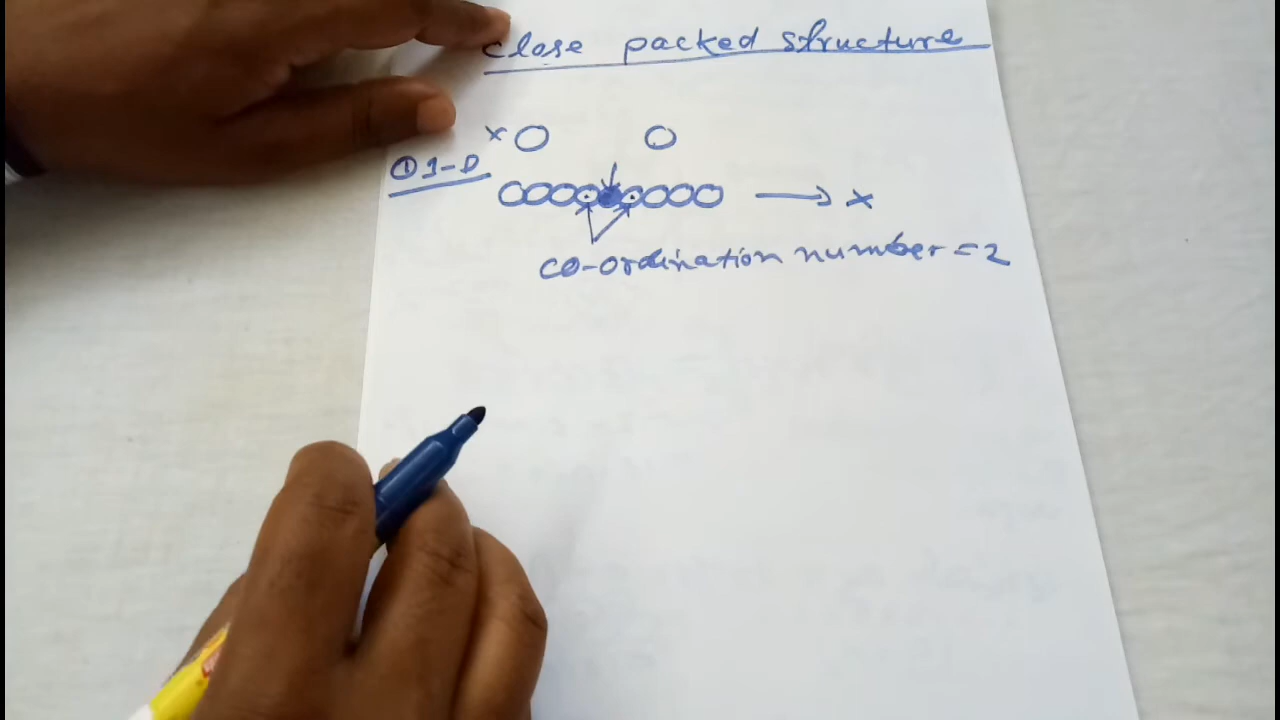 close packed structure
x
① 1-D
→ x
co-ordination number = 2